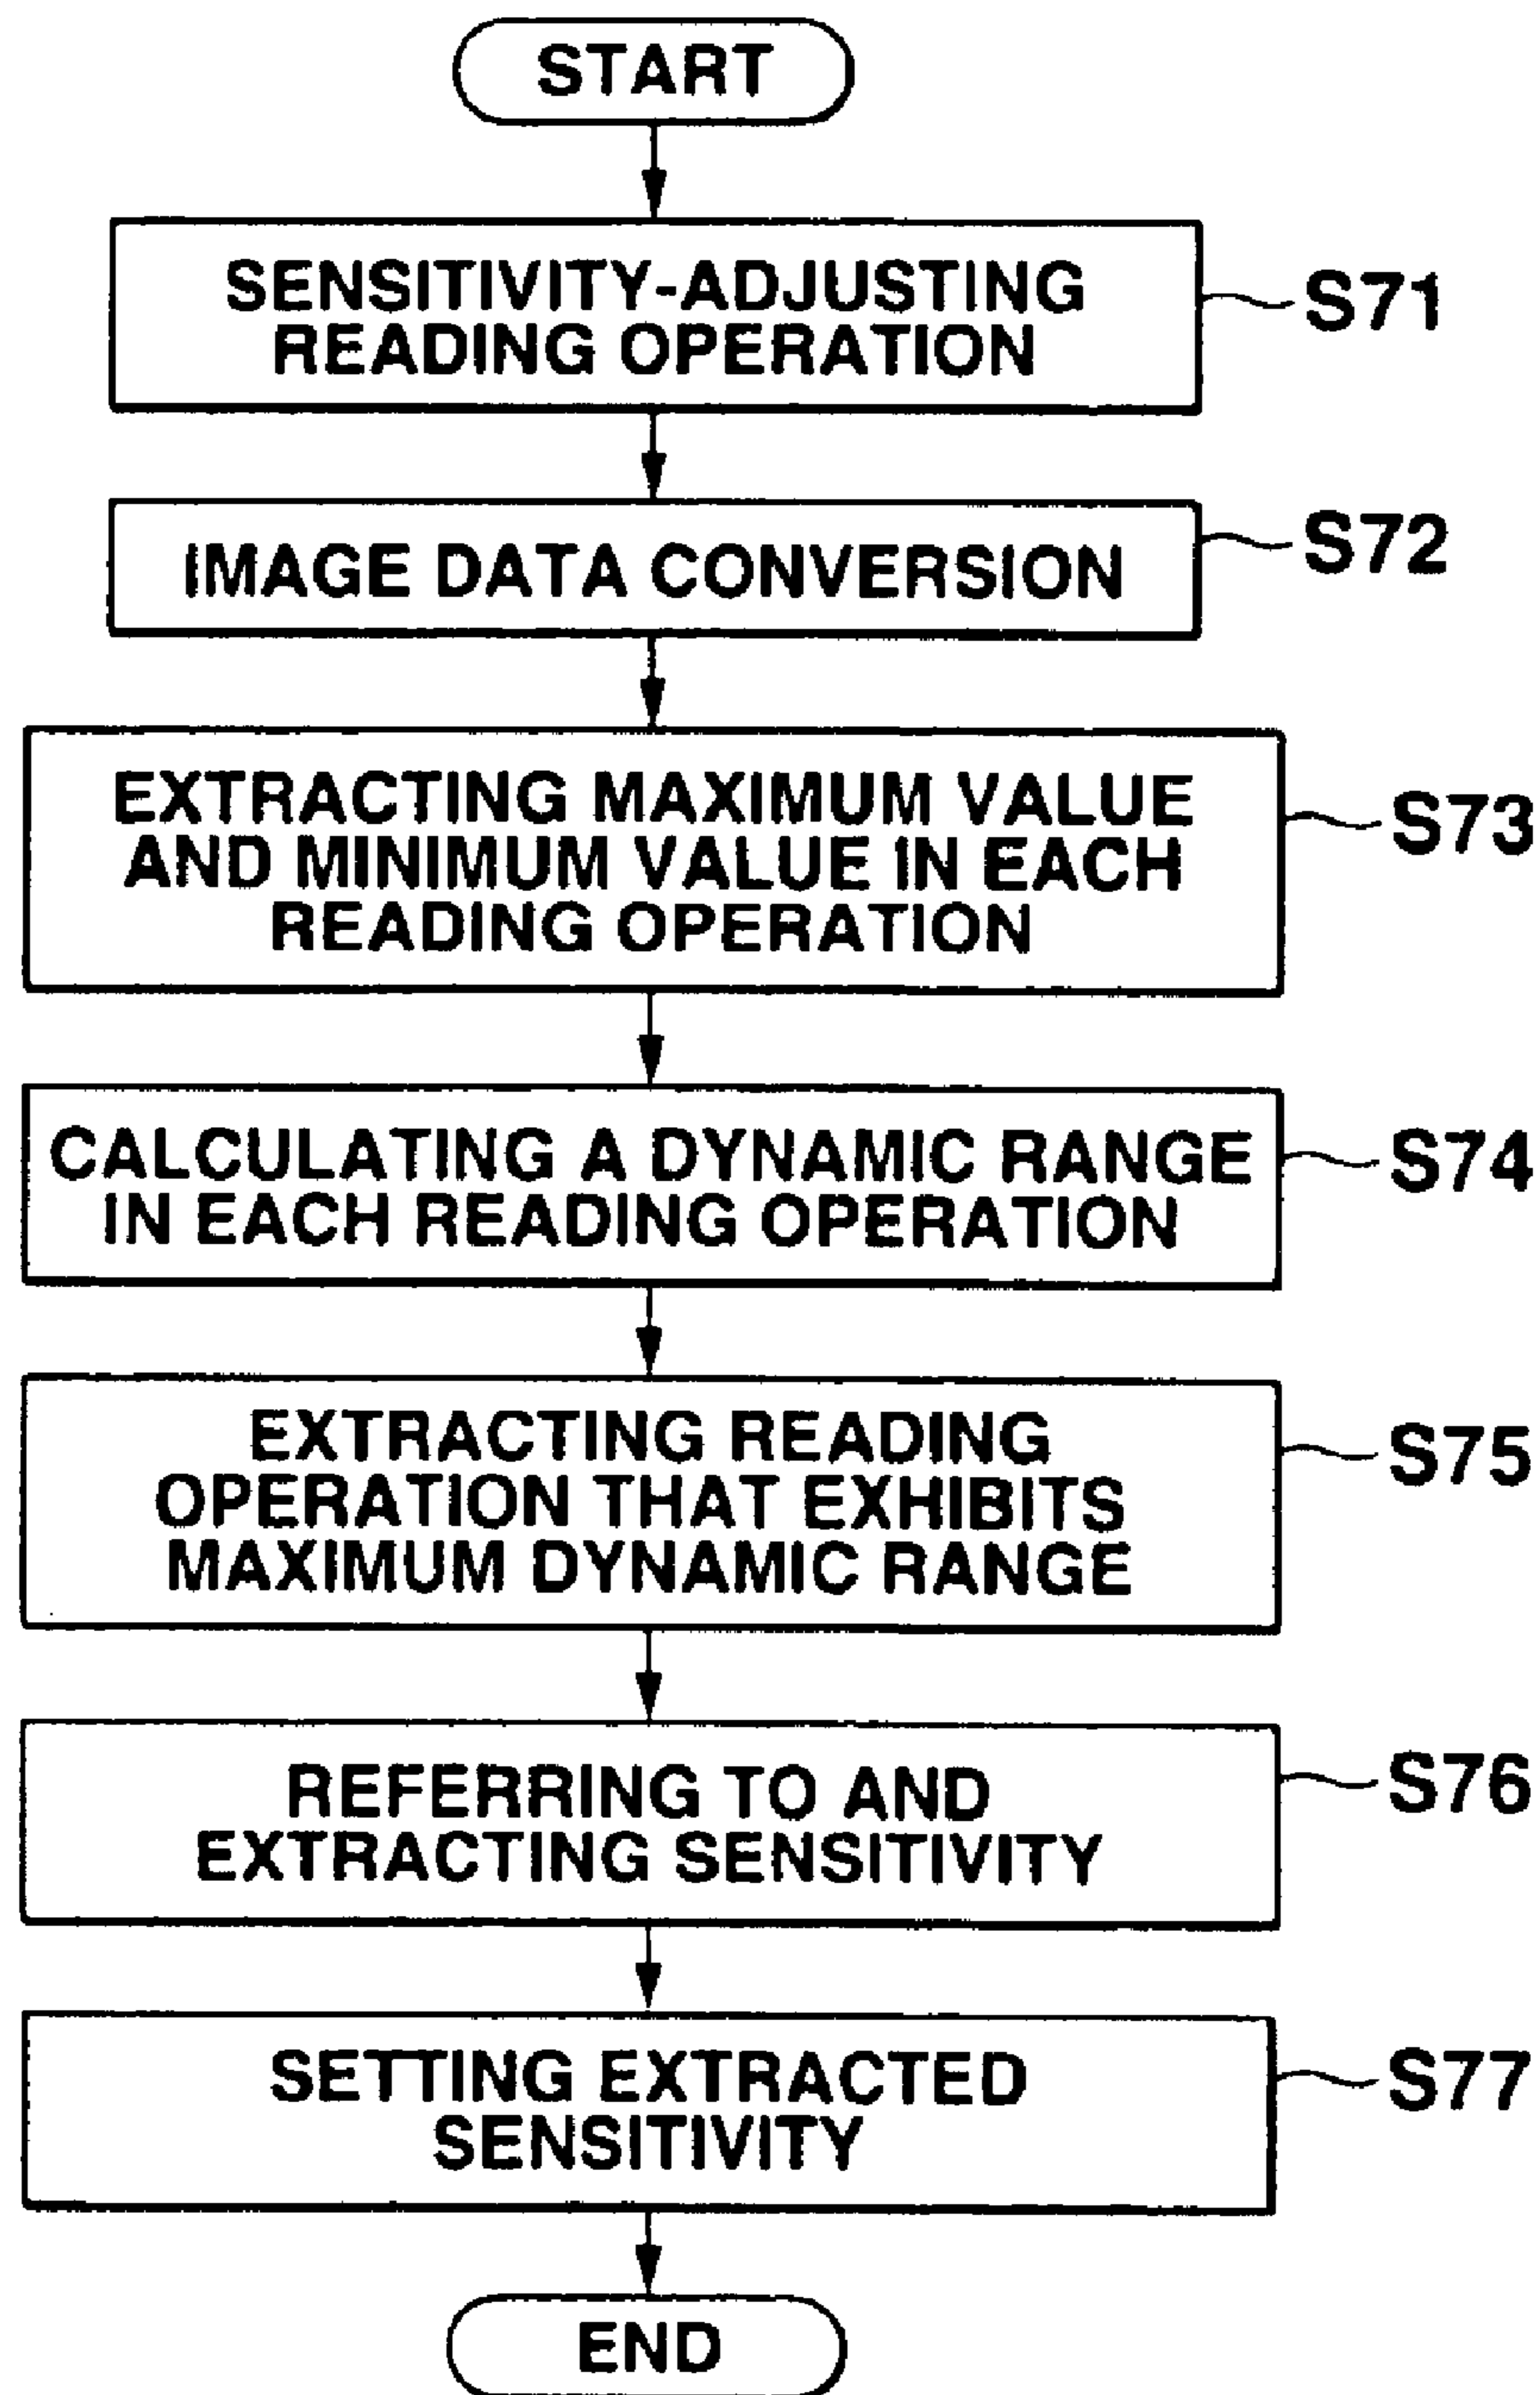 START
SENSITIVITY-ADJUSTING
READING OPERATION
S71
IMAGE DATA CONVERSION
S72
EXTRACTING MAXIMUM VALUE
AND MINIMUM VALUE IN EACH
READING OPERATION
S73
CALCULATING A DYNAMIC RANGE
IN EACH READING OPERATION
S74
EXTRACTING READING
OPERATION THAT EXHIBITS
MAXIMUM DYNAMIC RANGE
S75
REFERRING TO AND
EXTRACTING SENSITIVITY
S76
SETTING EXTRACTED
SENSITIVITY
S77
END